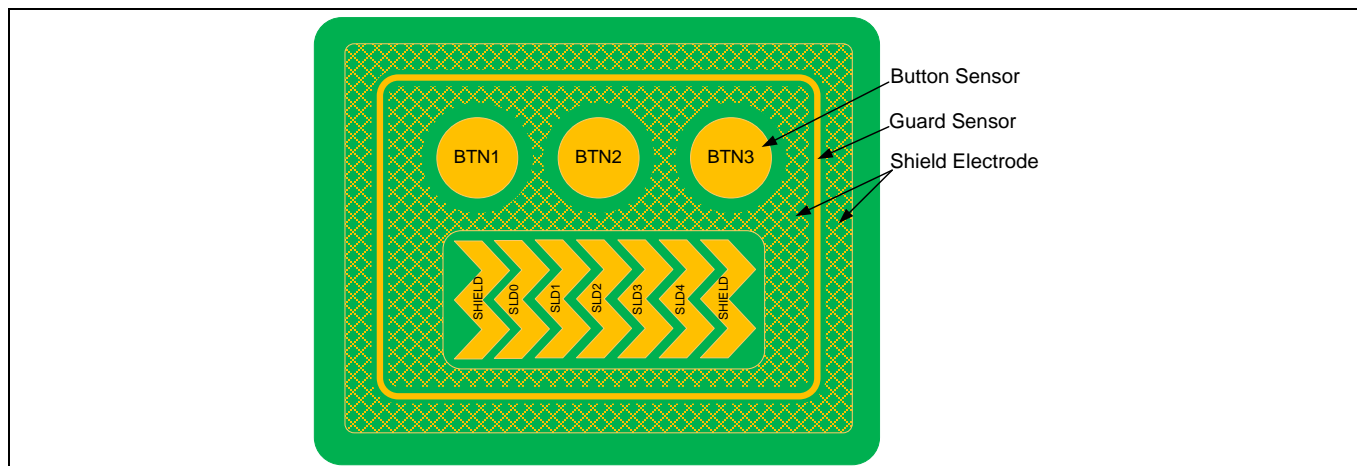 Button Sensor
Guard Sensor
Shield Electrode
BTN1 BTN2 BTN3
SHIELD SLD0 SLD1 SLD2 SLD3 SLD4 SHIELD